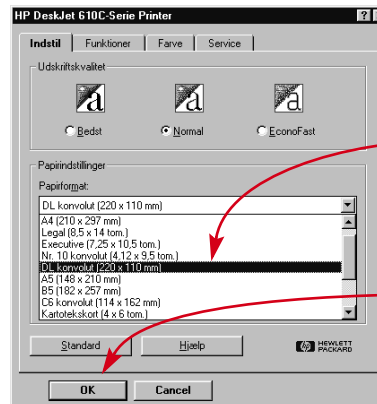 HP DeskJet 610C-Serie Printer
Indstil Funktioner Farve Service
Udskriftskvalitet
Bedst Normal EconoFast
Papirindstillinger
Papirformat:
DL konvolut (220 x 110 mm)
A4 (210 x 297 mm)
Legal (8,5 x 14 tom.)
Executive (7,25 x 10,5 tom.)
Nr. 10 konvolut (4,12 x 9,5 tom.)
DL konvolut (220 x 110 mm)
A5 (148 x 210 mm)
B5 (182 x 257 mm)
C6 konvolut (114 x 162 mm)
Kartotekskort (4 x 6 tom.)
Standard Hjælp hp HEWLETT
PACKARD
OK Cancel